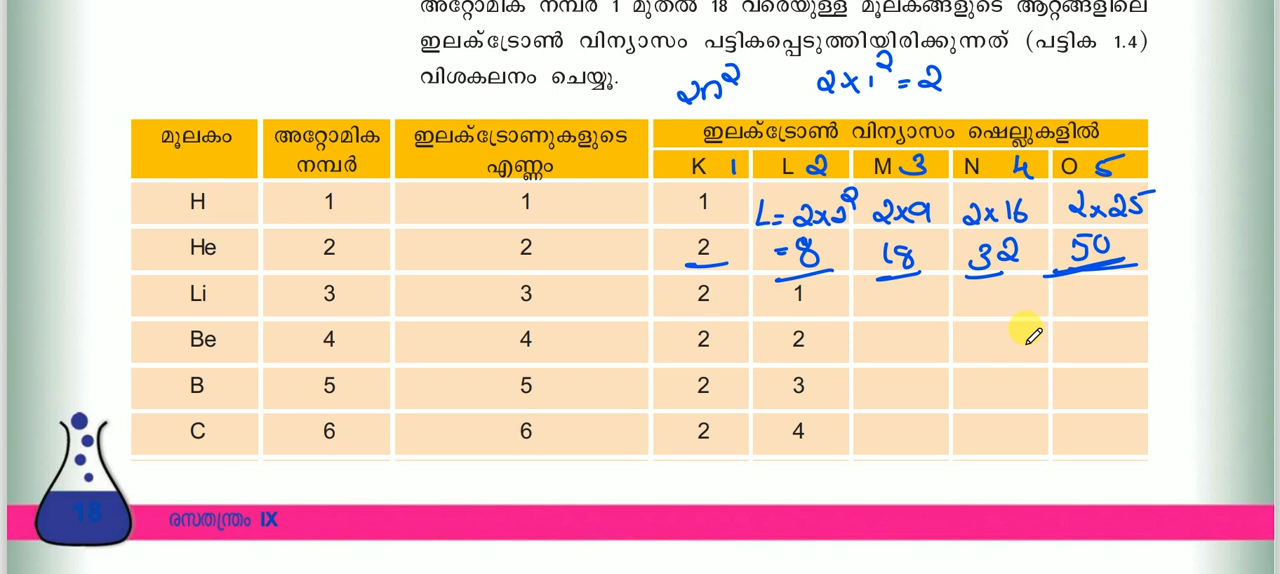 അറ്റോമിക നമ്പർ 1 മുതൽ 18 വരെയുള്ള മൂലകങ്ങളുടെ ആറ്റങ്ങളിലെ
ഇലക്ട്രോൺ വിന്യാസം പട്ടികപ്പെടുത്തിയിരിക്കുന്നത് (പട്ടിക 1.4)
വിശകലനം ചെയ്യൂ.
2n² 2×1² = 2
മൂലകം അറ്റോമിക നമ്പർ ഇലക്ട്രോണുകളുടെ എണ്ണം ഇലക്ട്രോൺ വിന്യാസം ഷെല്ലുകളിൽ
K 1 L 2 M 3 N 4 O 5
H 1 1 1 L = 2×2² 2×9 2×16 2×25
He 2 2 2 = 8 18 32 50
Li 3 3 2 1
Be 4 4 2 2
B 5 5 2 3
C 6 6 2 4
18 രസതന്ത്രം IX